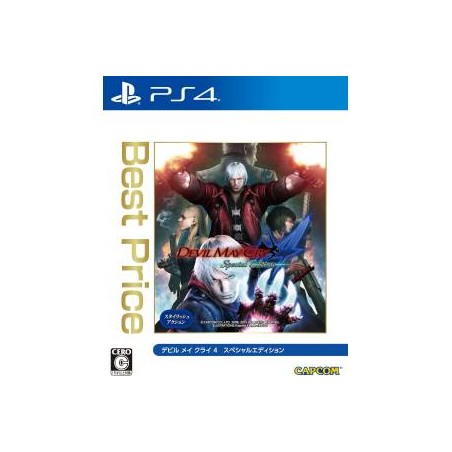 PS4
Best Price
DEVIL MAY CRY 4
Special Edition
スタイリッシュ
アクション
デビル メイ クライ 4 スペシャルエディション
CERO
C
CAPCOM